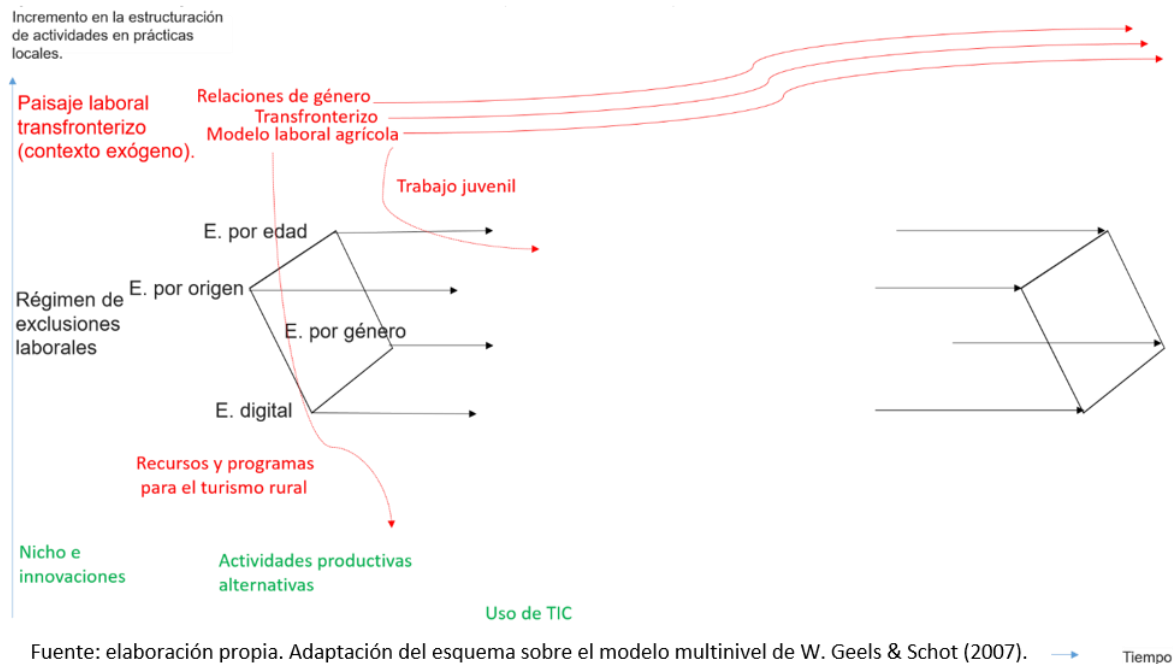 Incremento en la estructuración
de actividades en prácticas
locales.
Paisaje laboral
transfronterizo
(contexto exógeno).
Relaciones de género
Transfronterizo
Modelo laboral agrícola
Trabajo juvenil
E. por edad
E. por origen
Régimen de
exclusiones
laborales
E. por género
E. digital
Recursos y programas
para el turismo rural
Nicho e
innovaciones
Actividades productivas
alternativas
Uso de TIC
Fuente: elaboración propia. Adaptación del esquema sobre el modelo multinivel de W. Geels & Schot (2007).
Tiempo